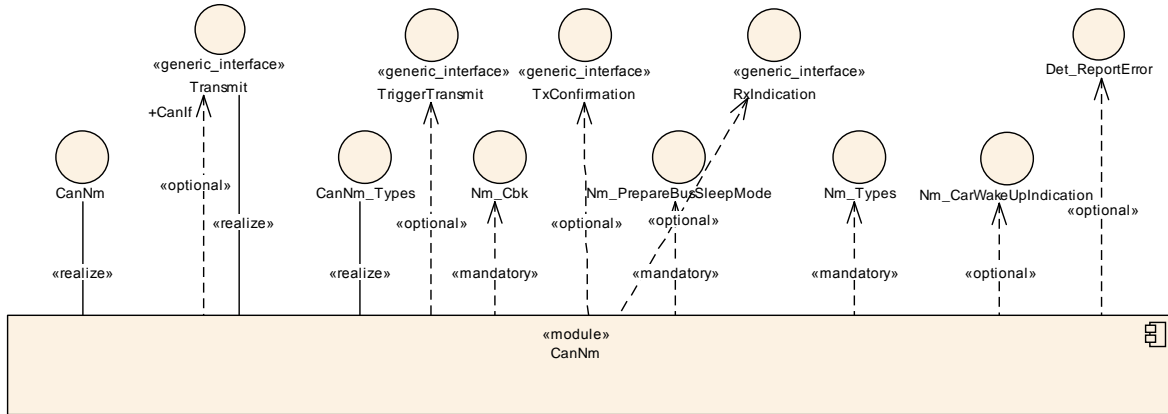 «generic_interface»
Transmit
+CanIf
«generic_interface»
TriggerTransmit
«generic_interface»
TxConfirmation
«generic_interface»
RxIndication
Det_ReportError
CanNm
CanNm_Types
Nm_Cbk
Nm_PrepareBusSleepMode
Nm_Types
Nm_CarWakeUpIndication
«optional»
«realize»
«optional»
«optional»
«optional»
«optional»
«realize»
«realize»
«mandatory»
«mandatory»
«mandatory»
«optional»
«module»
CanNm